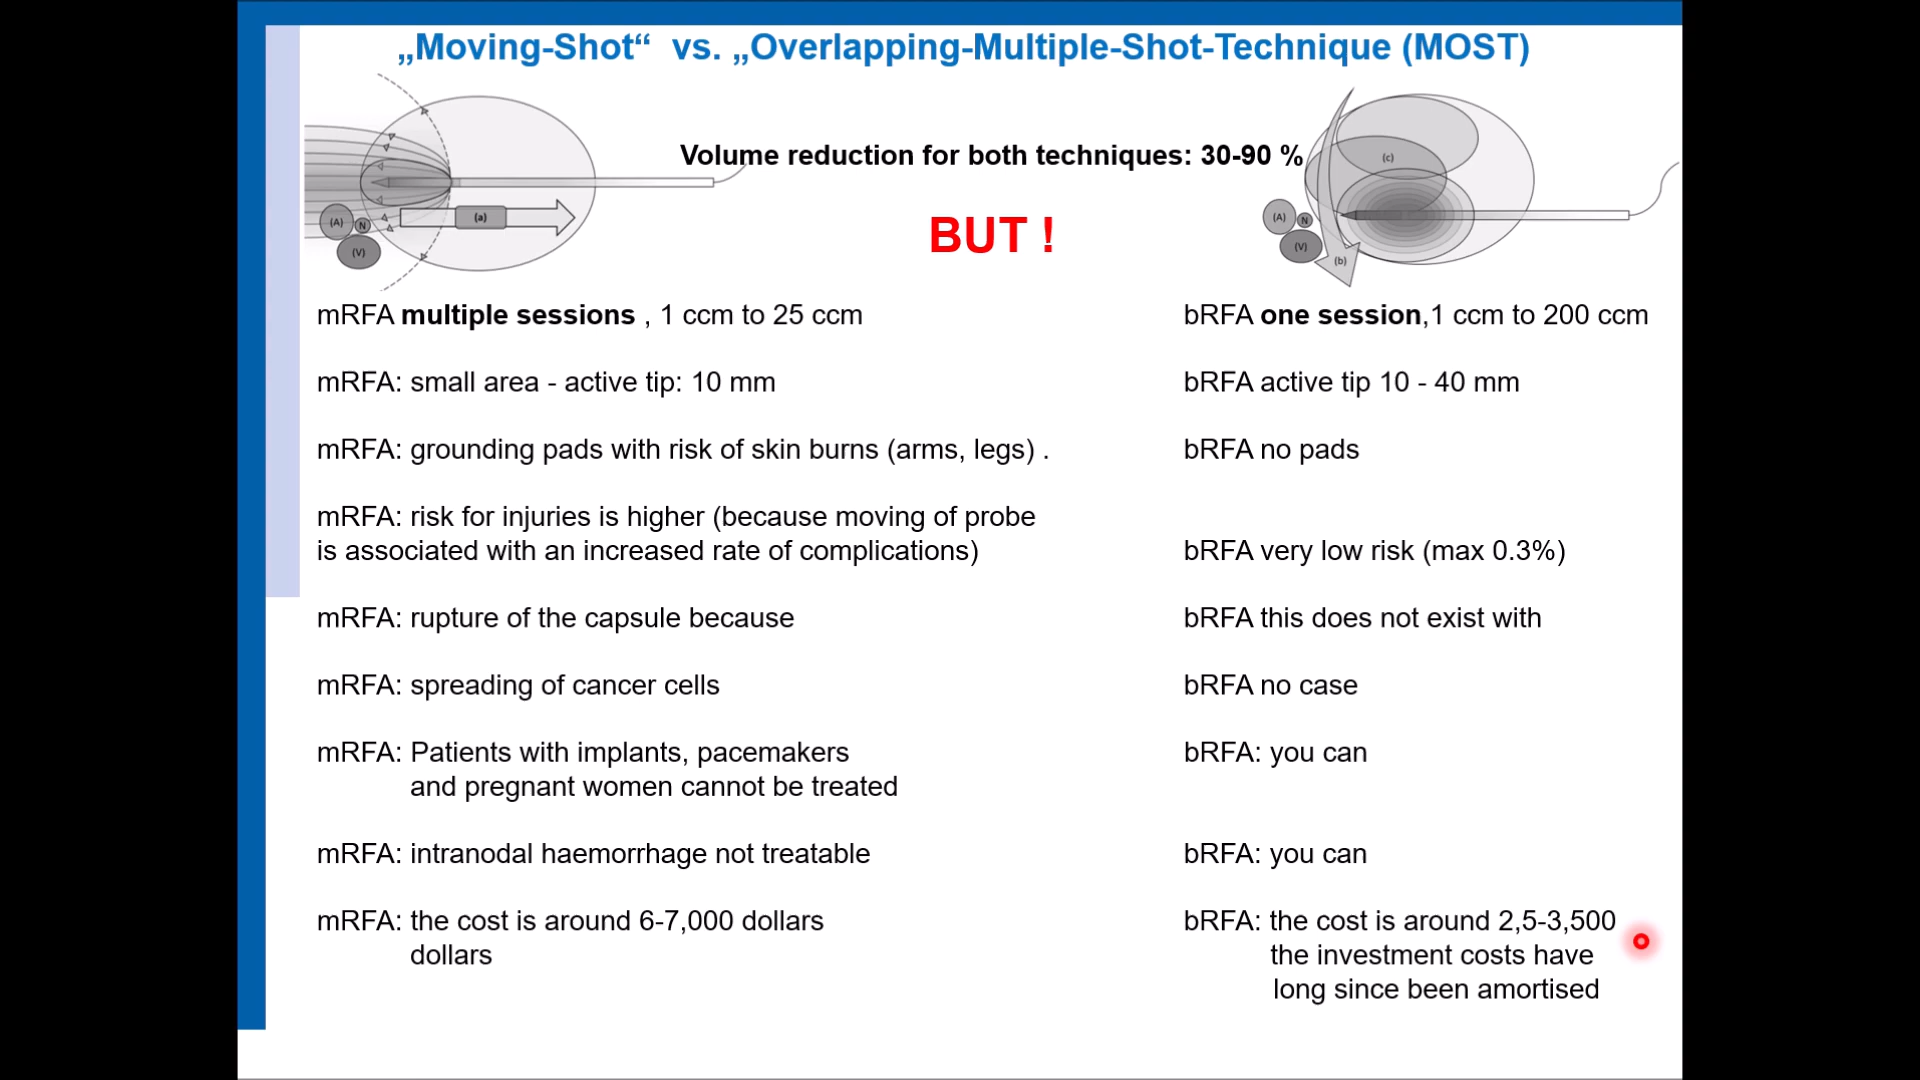 „Moving-Shot“ vs. „Overlapping-Multiple-Shot-Technique (MOST)
Volume reduction for both techniques: 30-90 %
BUT !
(A)
N
(V)
(a)
(A)
N
(V)
(b)
(c)
mRFA multiple sessions , 1 ccm to 25 ccm
bRFA one session,1 ccm to 200 ccm
mRFA: small area - active tip: 10 mm
bRFA active tip 10 - 40 mm
mRFA: grounding pads with risk of skin burns (arms, legs) .
bRFA no pads
mRFA: risk for injuries is higher (because moving of probe
is associated with an increased rate of complications)
bRFA very low risk (max 0.3%)
mRFA: rupture of the capsule because
bRFA this does not exist with
mRFA: spreading of cancer cells
bRFA no case
mRFA: Patients with implants, pacemakers
and pregnant women cannot be treated
bRFA: you can
mRFA: intranodal haemorrhage not treatable
bRFA: you can
mRFA: the cost is around 6-7,000 dollars
dollars
bRFA: the cost is around 2,5-3,500
the investment costs have
long since been amortised